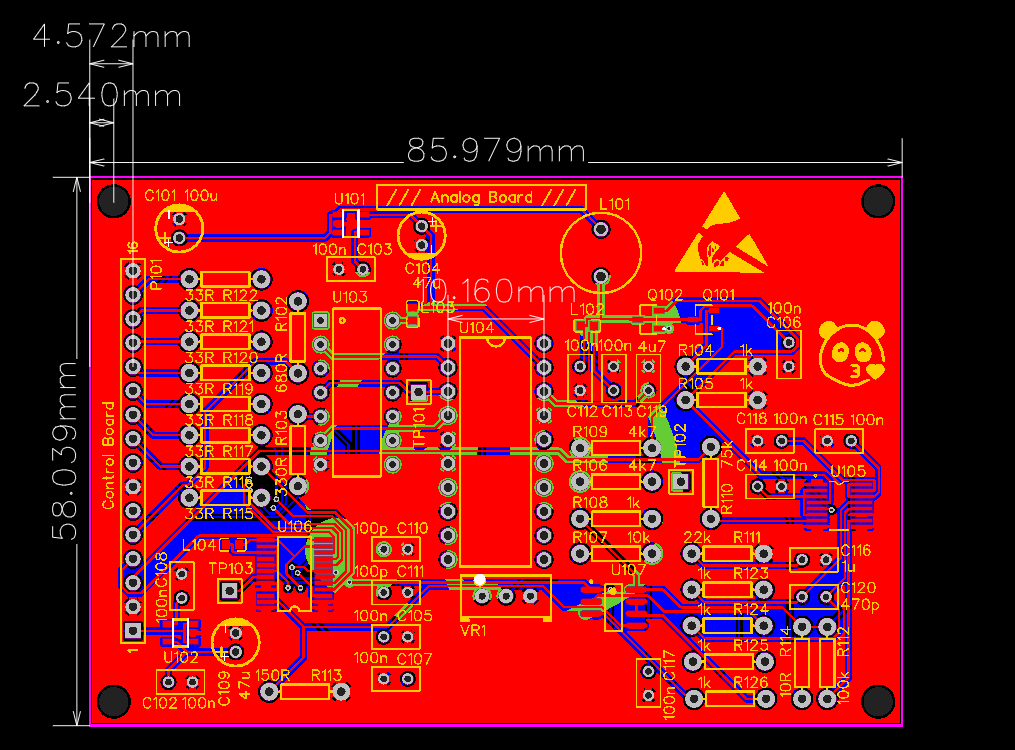 4.572mm
2.540mm
85.979mm
58.039mm
10.160mm
/// Analog Board ///
C101 100u
U101
100n C103
C104
47u
L101
16
P101
33R R122
33R R121
33R R120
33R R119
33R R118
33R R117
33R R116
33R R115
Control Board
1
R102
680R
R103
330R
U103
L103
U104
TP101
L102
Q102
Q101
100n
C106
100n
100n
4u7
C112
C113
C119
R104
1k
R105
1k
R109
4k7
R106
4k7
R108
1k
R107
10k
TP102
75k
R110
C118 100n
C115 100n
C114 100n
U105
U106
L104
TP103
C108
100n
100p C110
100p C111
C105
100n
C107
100n
U102
C102 100n
C109
47u
150R
R113
VR1
U107
22k
R111
1k
R123
1k
R124
1k
R125
1k
R126
C116
1u
C120
470p
C117
100n
R114
10R
R112
100k